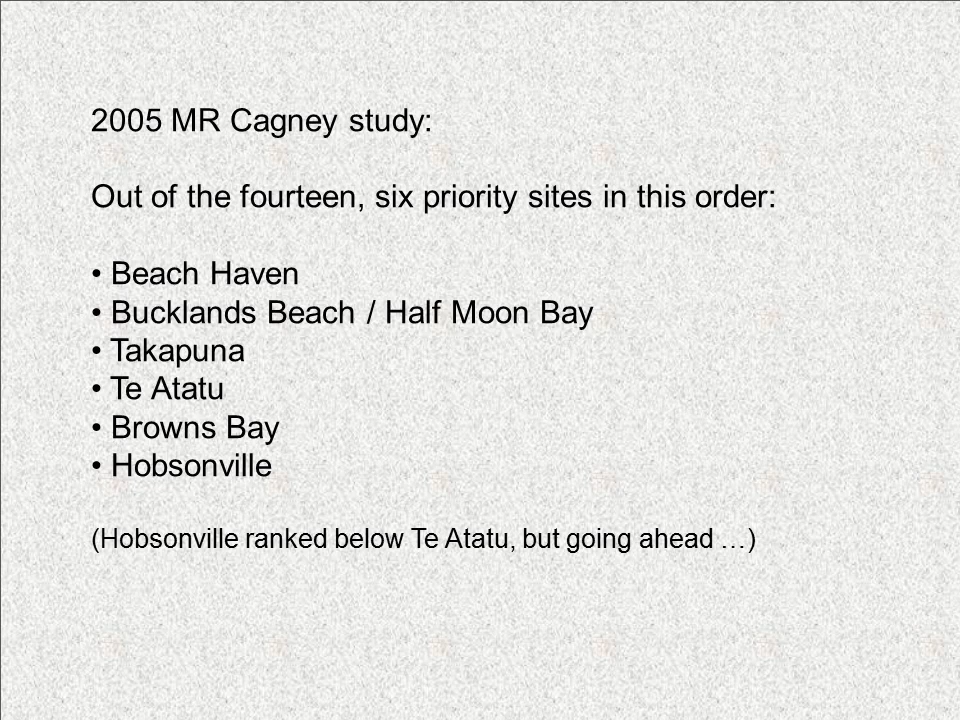 2005 MR Cagney study:
Out of the fourteen, six priority sites in this order:
• Beach Haven
• Bucklands Beach / Half Moon Bay
• Takapuna
• Te Atatu
• Browns Bay
• Hobsonville
(Hobsonville ranked below Te Atatu, but going ahead …)